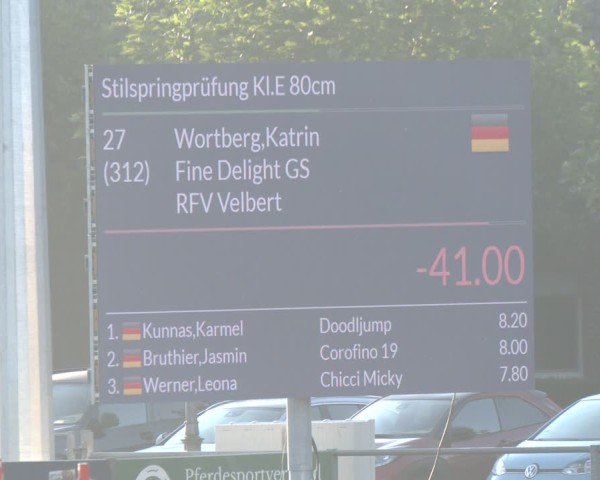 Stilspringprüfung Kl.E 80cm
27 Wortberg,Katrin
(312) Fine Delight GS
RFV Velbert
-41.00
1. Kunnas,Karmel Doodljump 8.20
2. Bruthier,Jasmin Corofino 19 8.00
3. Werner,Leona Chicci Micky 7.80